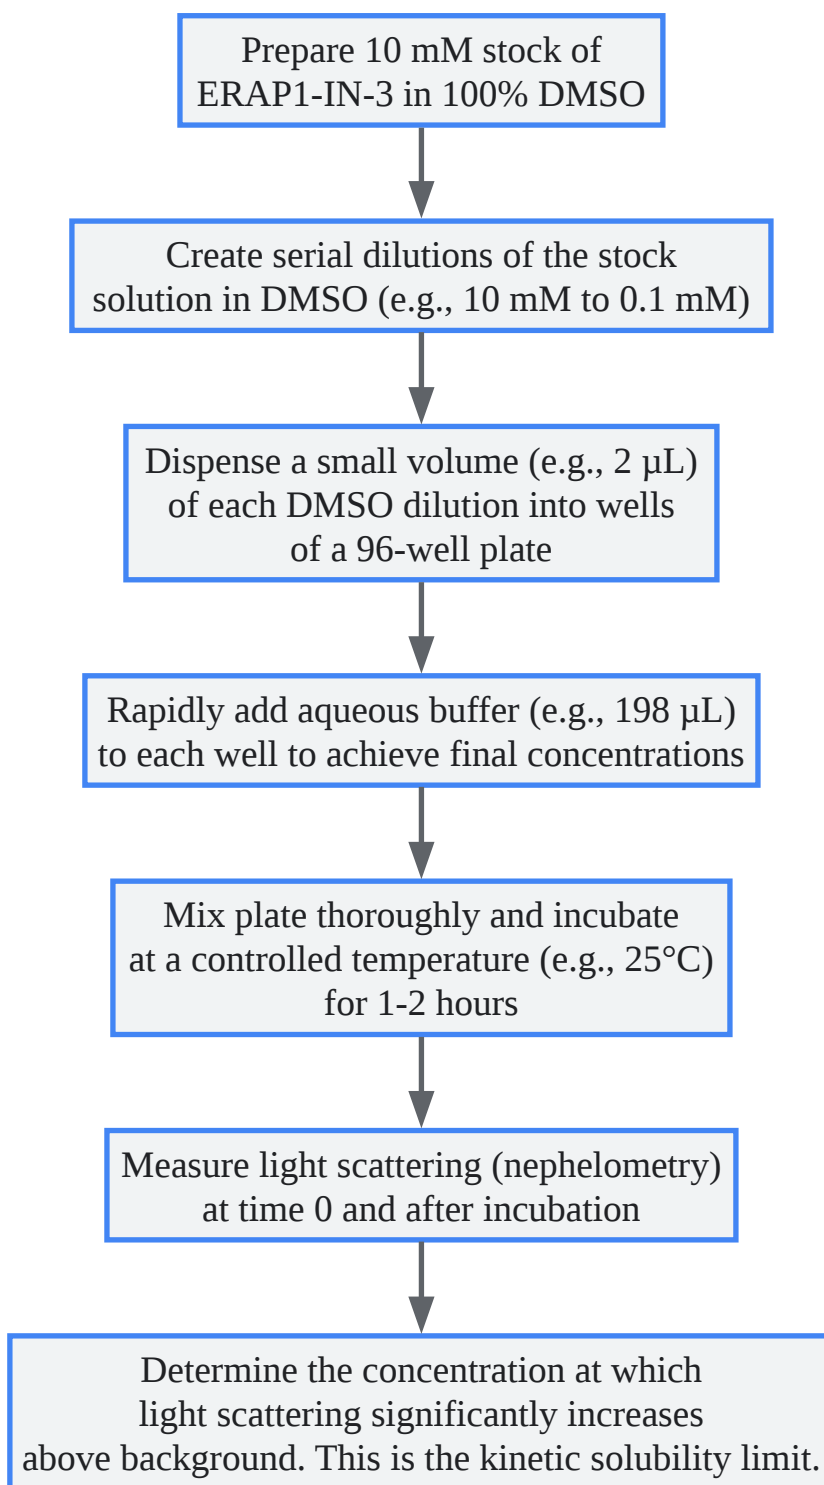 Prepare 10 mM stock of
ERAP1-IN-3 in 100% DMSO
Create serial dilutions of the stock
solution in DMSO (e.g., 10 mM to 0.1 mM)
Dispense a small volume (e.g., 2 µL)
of each DMSO dilution into wells
of a 96-well plate
Rapidly add aqueous buffer (e.g., 198 µL)
to each well to achieve final concentrations
Mix plate thoroughly and incubate
at a controlled temperature (e.g., 25°C)
for 1-2 hours
Measure light scattering (nephelometry)
at time 0 and after incubation
Determine the concentration at which
light scattering significantly increases
above background. This is the kinetic solubility limit.